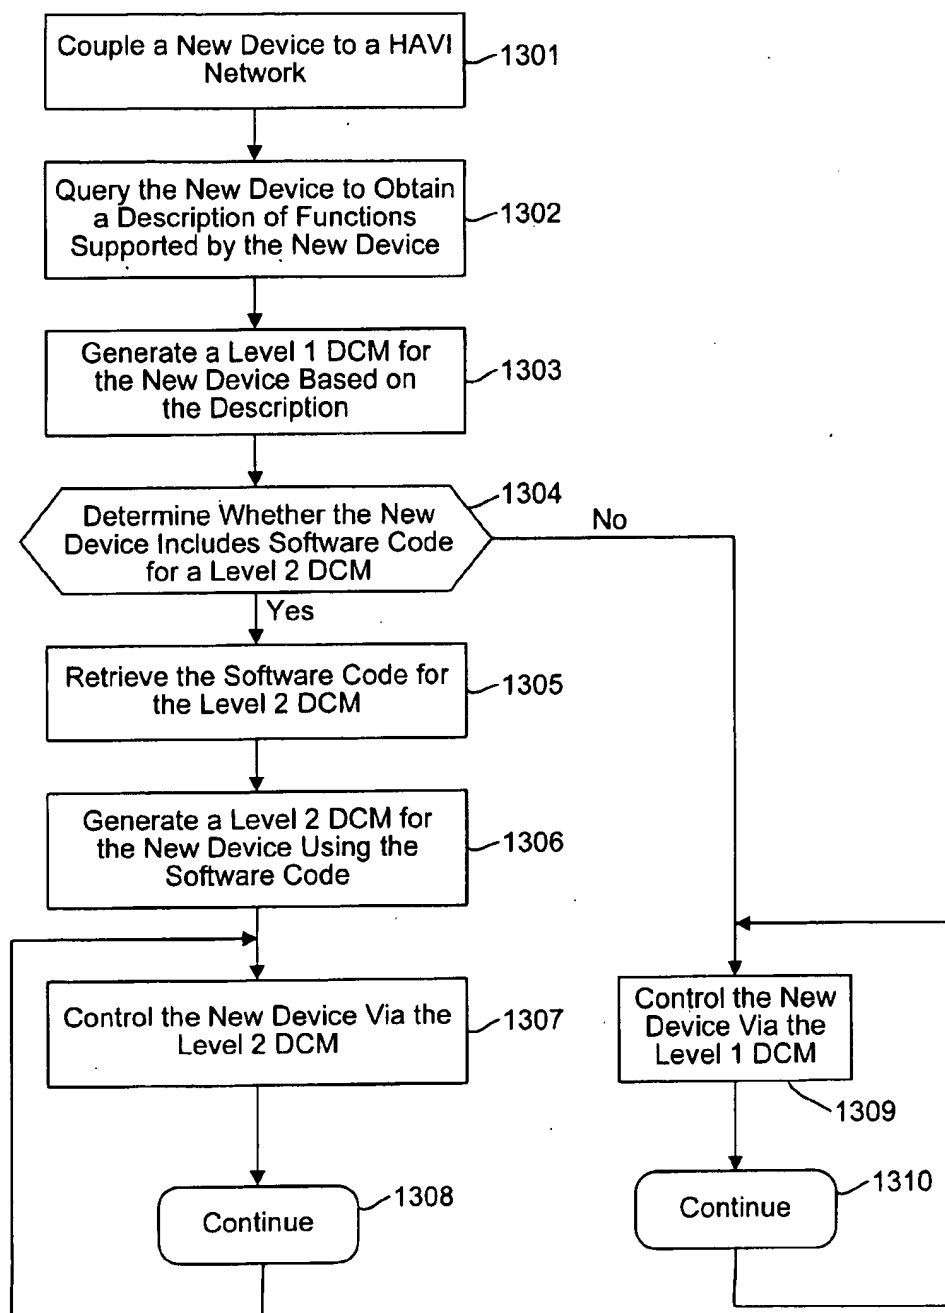 Couple a New Device to a HAVI
Network
1301
Query the New Device to Obtain
a Description of Functions
Supported by the New Device
1302
Generate a Level 1 DCM for
the New Device Based on
the Description
1303
1304
Determine Whether the New
Device Includes Software Code
for a Level 2 DCM
No
Yes
Retrieve the Software Code for
the Level 2 DCM
1305
Generate a Level 2 DCM for
the New Device Using the
Software Code
1306
Control the New Device Via the
Level 2 DCM
1307
Control the New
Device Via the
Level 1 DCM
1309
Continue
1308
Continue
1310